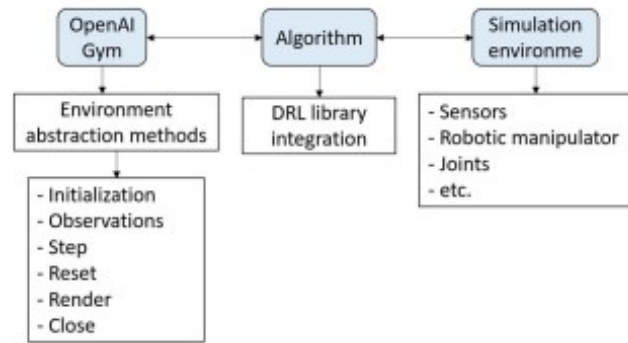 OpenAI
Gym
Algorithm
Simulation
environme
Environment
abstraction methods
DRL library
integration
- Sensors
- Robotic manipulator
- Joints
- etc.
- Initialization
- Observations
- Step
- Reset
- Render
- Close